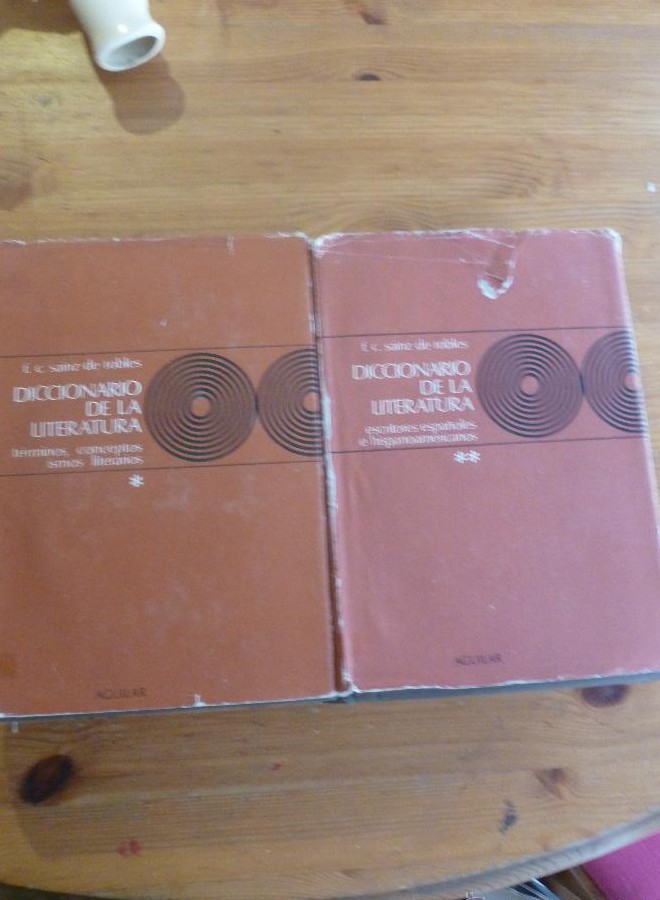 f. c. sainz de robles
DICCIONARIO
DE LA
LITERATURA
términos, conceptos
ismos literarios
*
AGUILAR
f. c. sainz de robles
DICCIONARIO
DE LA
LITERATURA
escritores españoles
e hispanoamericanos
**
AGUILAR